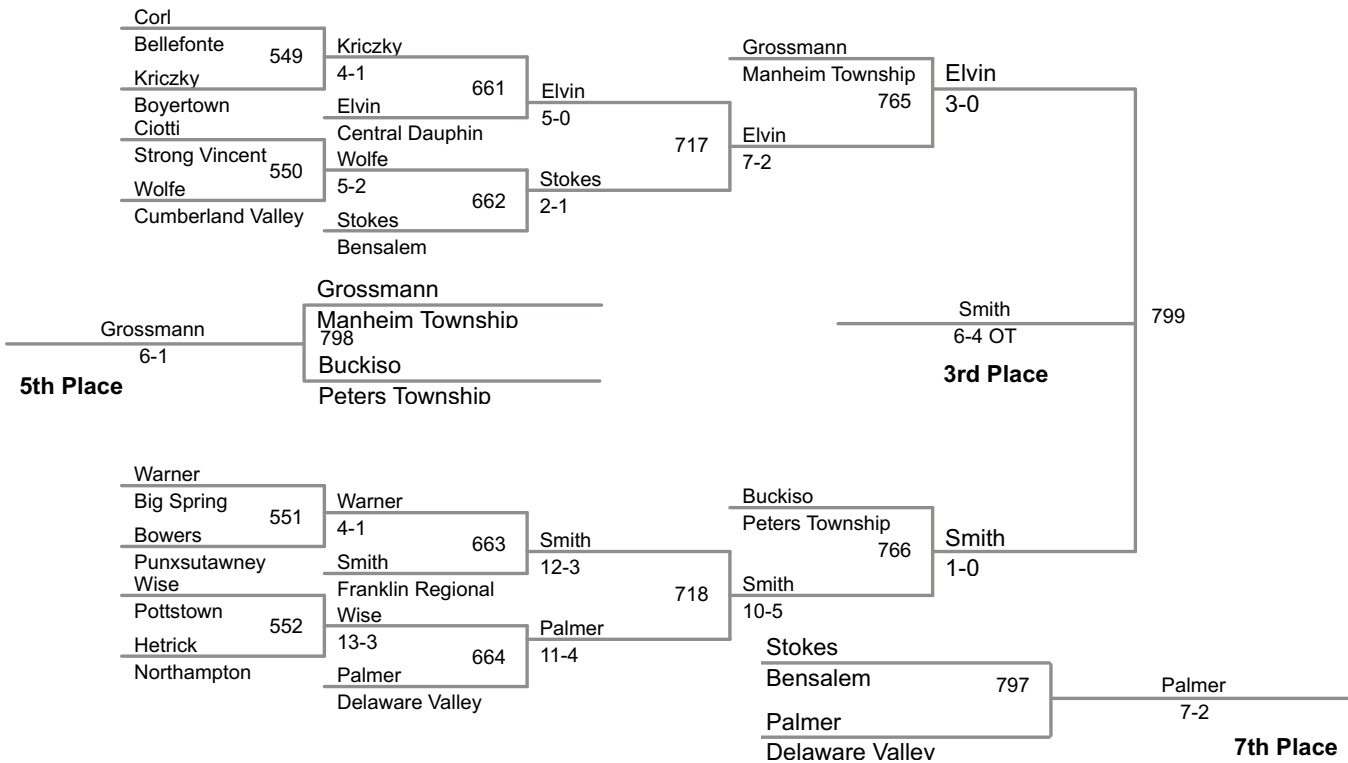 Corl
Bellefonte
549
Kriczky
Boyertown
Ciotti
Strong Vincent
550
Wolfe
Cumberland Valley
Kriczky
4-1
661
Elvin
Central Dauphin
Wolfe
5-2
662
Stokes
Bensalem
Elvin
5-0
717
Stokes
2-1
Grossmann
Manheim Township
765
Elvin
7-2
Elvin
3-0
Grossmann
Manheim Township
798
Buckiso
Peters Township
Grossmann
6-1
5th Place
Smith
6-4 OT
799
3rd Place
Warner
Big Spring
551
Bowers
Punxsutawney
Wise
Pottstown
552
Hetrick
Northampton
Warner
4-1
663
Smith
Franklin Regional
Wise
13-3
664
Palmer
Delaware Valley
Smith
12-3
718
Palmer
11-4
Buckiso
Peters Township
766
Smith
10-5
Smith
1-0
Stokes
Bensalem
797
Palmer
Delaware Valley
Palmer
7-2
7th Place